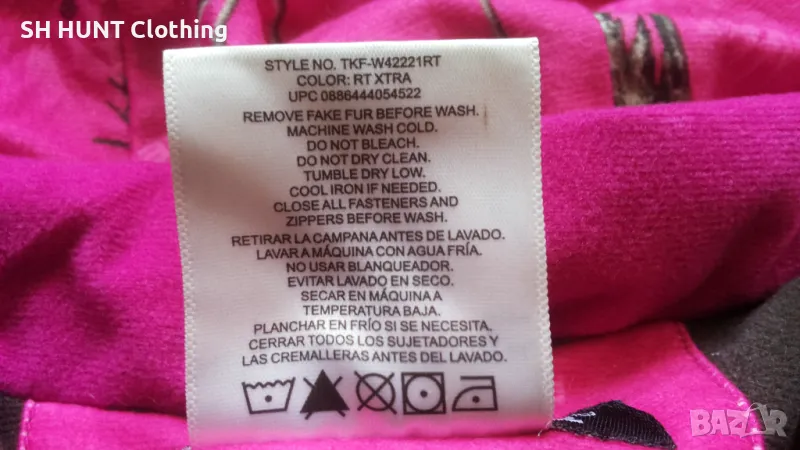 SH HUNT Clothing
STYLE NO. TKF-W42221RT
COLOR: RT XTRA
UPC 0886444054522
REMOVE FAKE FUR BEFORE WASH.
MACHINE WASH COLD.
DO NOT BLEACH.
DO NOT DRY CLEAN.
TUMBLE DRY LOW.
COOL IRON IF NEEDED.
CLOSE ALL FASTENERS AND
ZIPPERS BEFORE WASH.
RETIRAR LA CAMPANA ANTES DE LAVADO.
LAVAR A MÁQUINA CON AGUA FRÍA.
NO USAR BLANQUEADOR.
EVITAR LAVADO EN SECO.
SECAR EN MÁQUINA A
TEMPERATURA BAJA.
PLANCHAR EN FRÍO SI SE NECESITA.
CERRAR TODOS LOS SUJETADORES Y
LAS CREMALLERAS ANTES DEL LAVADO.
BAZAR